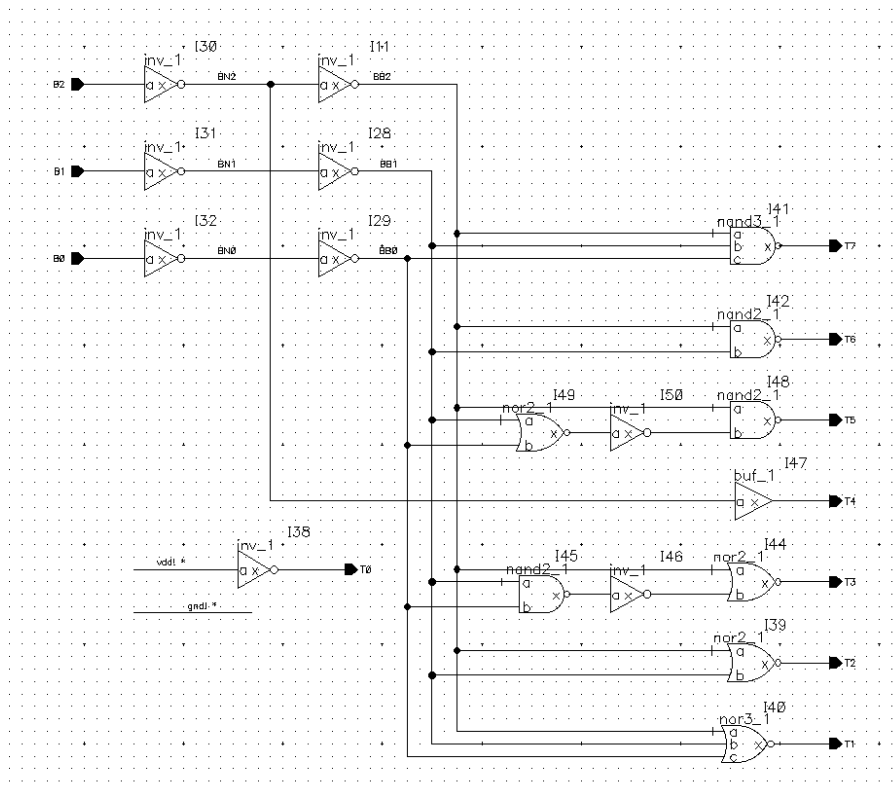 I30 I11
inv_1 inv_1
B2 a x BN2 a x BB2
I31 I28
inv_1 inv_1
B1 a x BN1 a x BB1
I32 I29
inv_1 inv_1
B0 a x BN0 a x BB0
I41
nand3_1
a
b x T7
c
I42
nand2_1
a
x T6
b
I49 I50 I48
nor2_1 inv_1 nand2_1
a a
x a x x T5
b b
I47
buf_1
a x T4
I38
inv_1
vdd! * a x T0
gnd! *
I45 I46 I44
nand2_1 inv_1 nor2_1
a a
x a x x T3
b b
I39
nor2_1
a
x T2
b
I40
nor3_1
a
b x T1
c